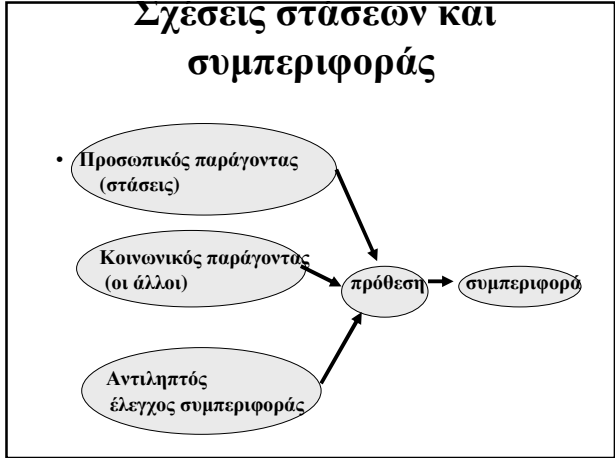 Σχέσεις στάσεων και
συμπεριφοράς
• Προσωπικός παράγοντας
(στάσεις)
Κοινωνικός παράγοντας
(οι άλλοι)
πρόθεση
συμπεριφορά
Αντιληπτός
έλεγχος συμπεριφοράς